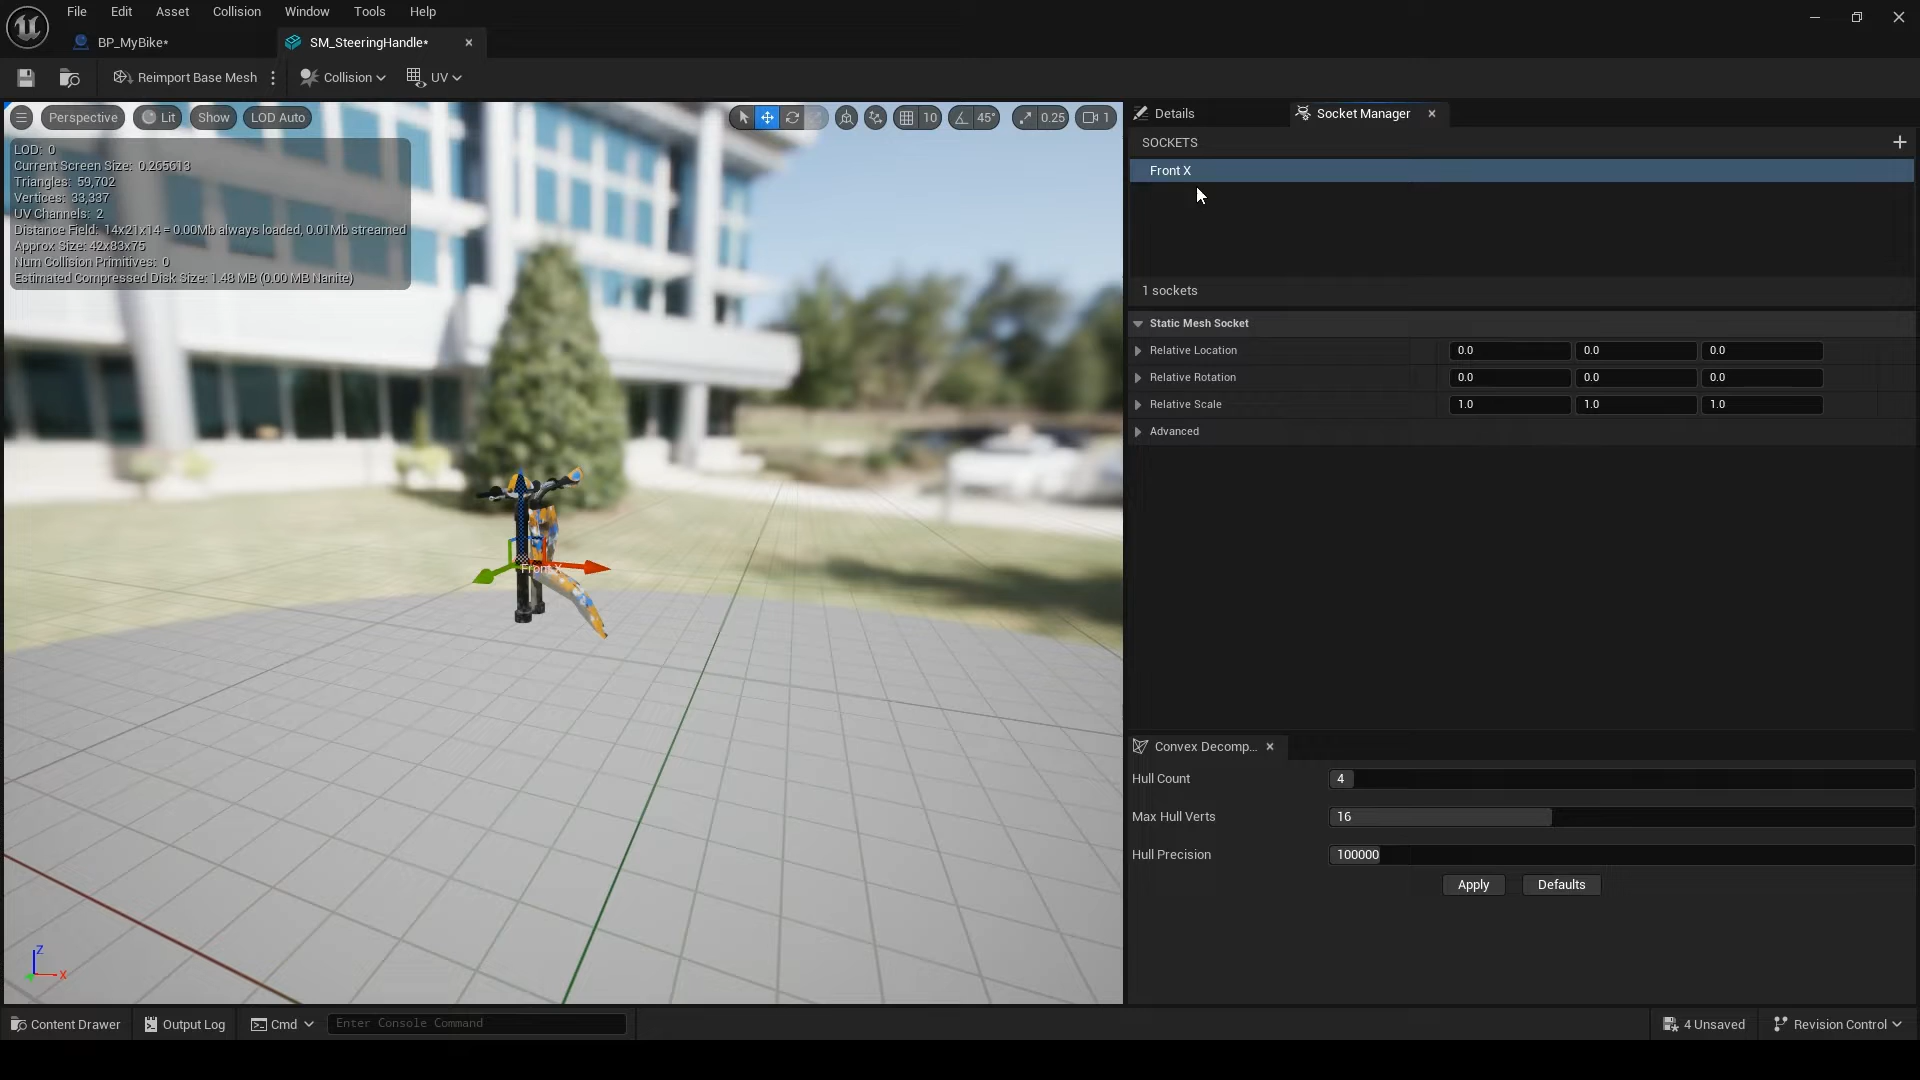 File Edit Asset Collision Window Tools Help
BP_MyBike*
SM_SteeringHandle*
Reimport Base Mesh
Collision
UV
Perspective
Lit
Show
LOD Auto
10
45°
0.25
1
LOD: 0
Current Screen Size: 0.265613
Triangles: 59,702
Vertices: 33,337
UV Channels: 2
Distance Field: 14x21x14 = 0.00Mb always loaded, 0.01Mb streamed
Approx Size: 42x83x75
Num Collision Primitives: 0
Estimated Compressed Disk Size: 1.48 MB (0.00 MB Nanite)
Front X
Z
X
Details
Socket Manager
SOCKETS
Front X
1 sockets
Static Mesh Socket
Relative Location 0.0 0.0 0.0
Relative Rotation 0.0 0.0 0.0
Relative Scale 1.0 1.0 1.0
Advanced
Convex Decomp...
Hull Count 4
Max Hull Verts 16
Hull Precision 100000
Apply
Defaults
Content Drawer
Output Log
Cmd
Enter Console Command
4 Unsaved
Revision Control